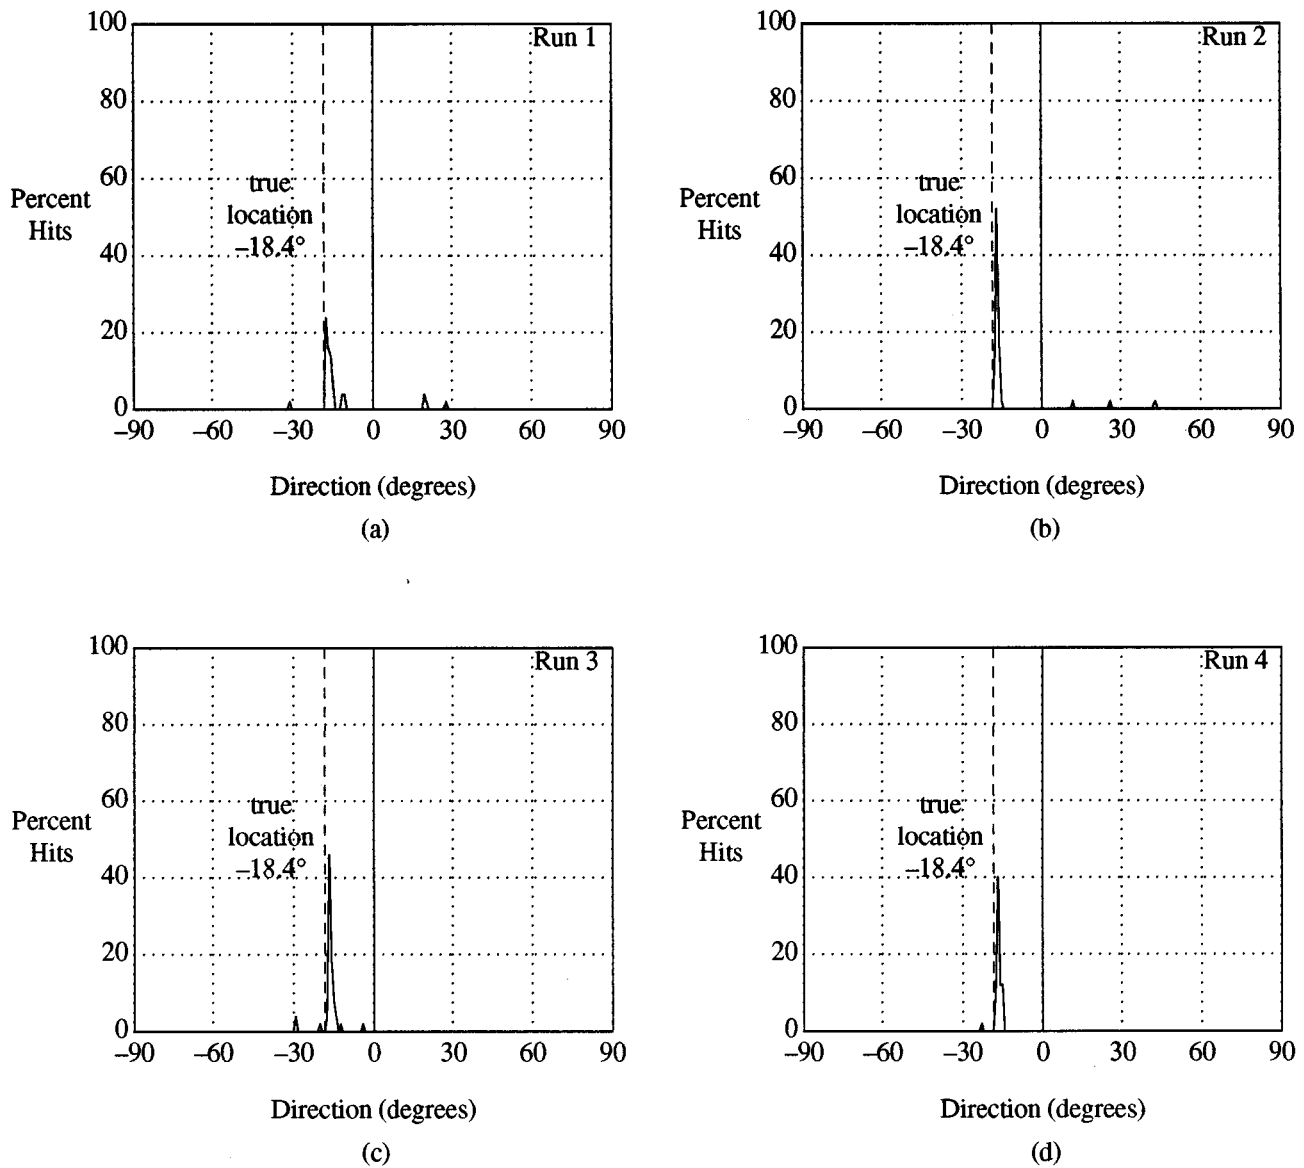 100
Run 1
80
60
true
location
–18.4°
Percent
Hits
40
20
0
–90 –60 –30 0 30 60 90
Direction (degrees)
(a)
100
Run 2
80
60
true
location
–18.4°
Percent
Hits
40
20
0
–90 –60 –30 0 30 60 90
Direction (degrees)
(b)
100
Run 3
80
60
true
location
–18.4°
Percent
Hits
40
20
0
–90 –60 –30 0 30 60 90
Direction (degrees)
(c)
100
Run 4
80
60
true
location
–18.4°
Percent
Hits
40
20
0
–90 –60 –30 0 30 60 90
Direction (degrees)
(d)